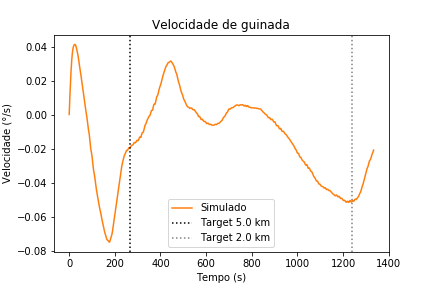 Velocidade de guinada
Velocidade (°/s)
0.04
0.02
0.00
−0.02
−0.04
−0.06
−0.08
0
200
400
600
800
1000
1200
1400
Tempo (s)
Simulado
Target 5.0 km
Target 2.0 km